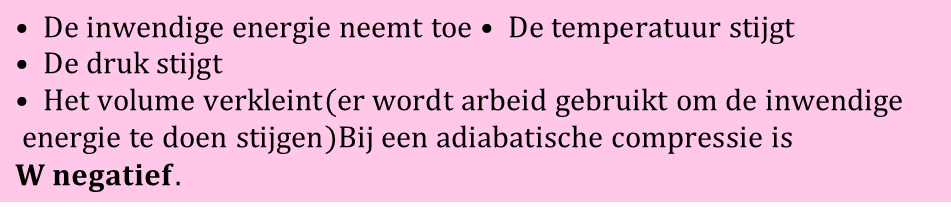 • De inwendige energie neemt toe • De temperatuur stijgt
• De druk stijgt
• Het volume verkleint(er wordt arbeid gebruikt om de inwendige
energie te doen stijgen)Bij een adiabatische compressie is
W negatief.